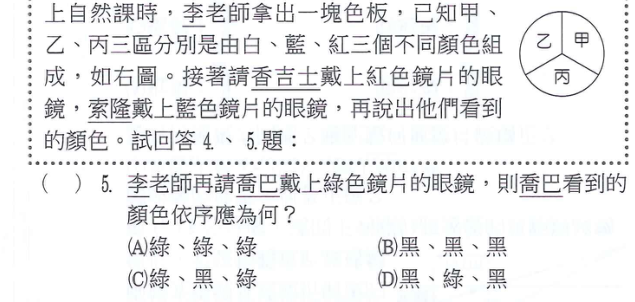 上自然課時，李老師拿出一塊色板，已知甲、
乙、丙三區分別是由白、藍、紅三個不同顏色組
成，如右圖。接著請香吉士戴上紅色鏡片的眼
鏡，索隆戴上藍色鏡片的眼鏡，再說出他們看到
的顏色。試回答 4、5.題：
乙 甲
丙
( ) 5. 李老師再請喬巴戴上綠色鏡片的眼鏡，則喬巴看到的
顏色依序應為何？
(A)綠、綠、綠 (B)黑、黑、黑
(C)綠、黑、綠 (D)黑、綠、黑